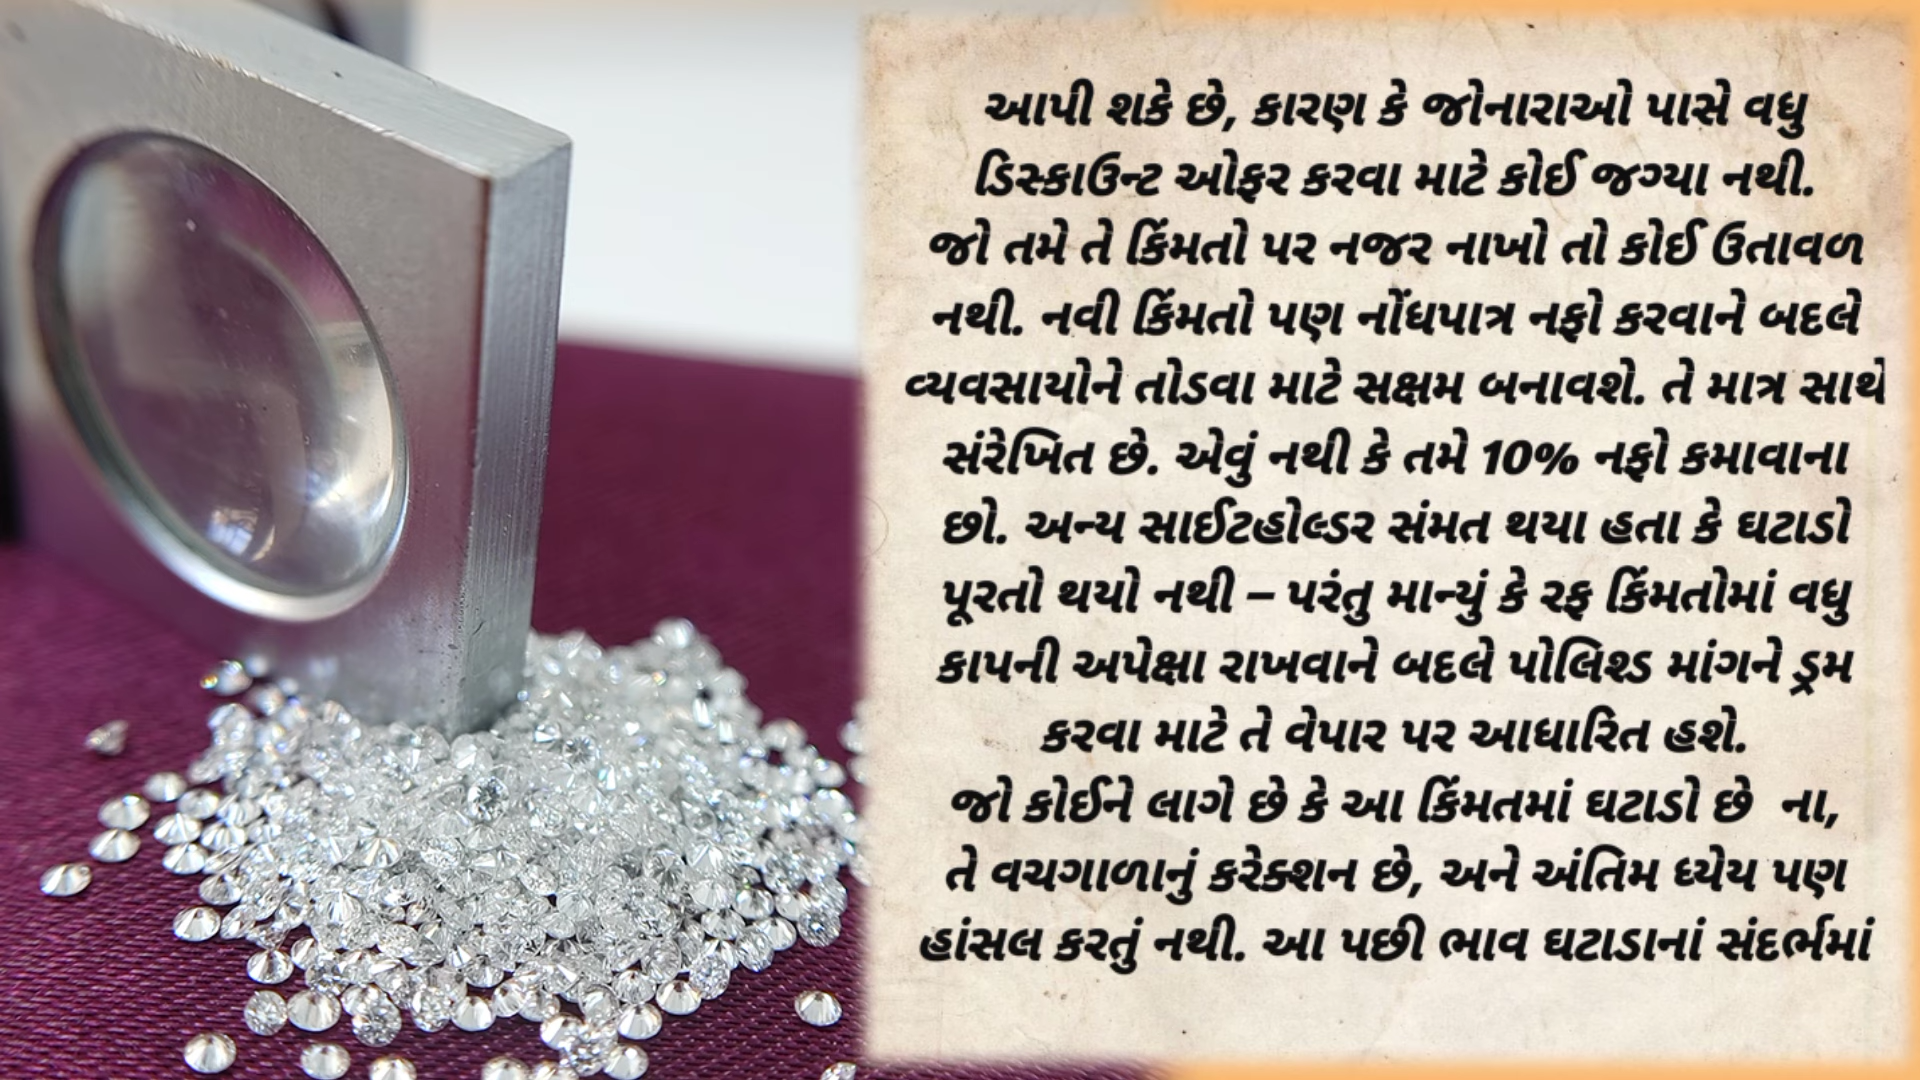 આપી શકે છે, કારણ કે જોનારાઓ પાસે વધુ
ડિસ્કાઉન્ટ ઓફર કરવા માટે કોઈ જગ્યા નથી.
જો તમે તે કિંમતો પર નજર નાખો તો કોઈ ઉતાવળ
નથી. નવી કિંમતો પણ નોંધપાત્ર નફો કરવાને બદલે
વ્યવસાયોને તોડવા માટે સક્ષમ બનાવશે. તે માત્ર સાથે
સંરેખિત છે. એવું નથી કે તમે 10% નફો કમાવાના
છો. અન્ય સાઈટહોલ્ડર સંમત થયા હતા કે ઘટાડો
પૂરતો થયો નથી – પરંતુ માન્યું કે રફ કિંમતોમાં વધુ
કાપની અપેક્ષા રાખવાને બદલે પોલિશ્ડ માંગને ડ્રમ
કરવા માટે તે વેપાર પર આધારિત હશે.
જો કોઈને લાગે છે કે આ કિંમતમાં ઘટાડો છે  ના,
તે વચગાળાનું કરેક્શન છે, અને અંતિમ ધ્યેય પણ
હાંસલ કરતું નથી. આ પછી ભાવ ઘટાડાનાં સંદર્ભમાં